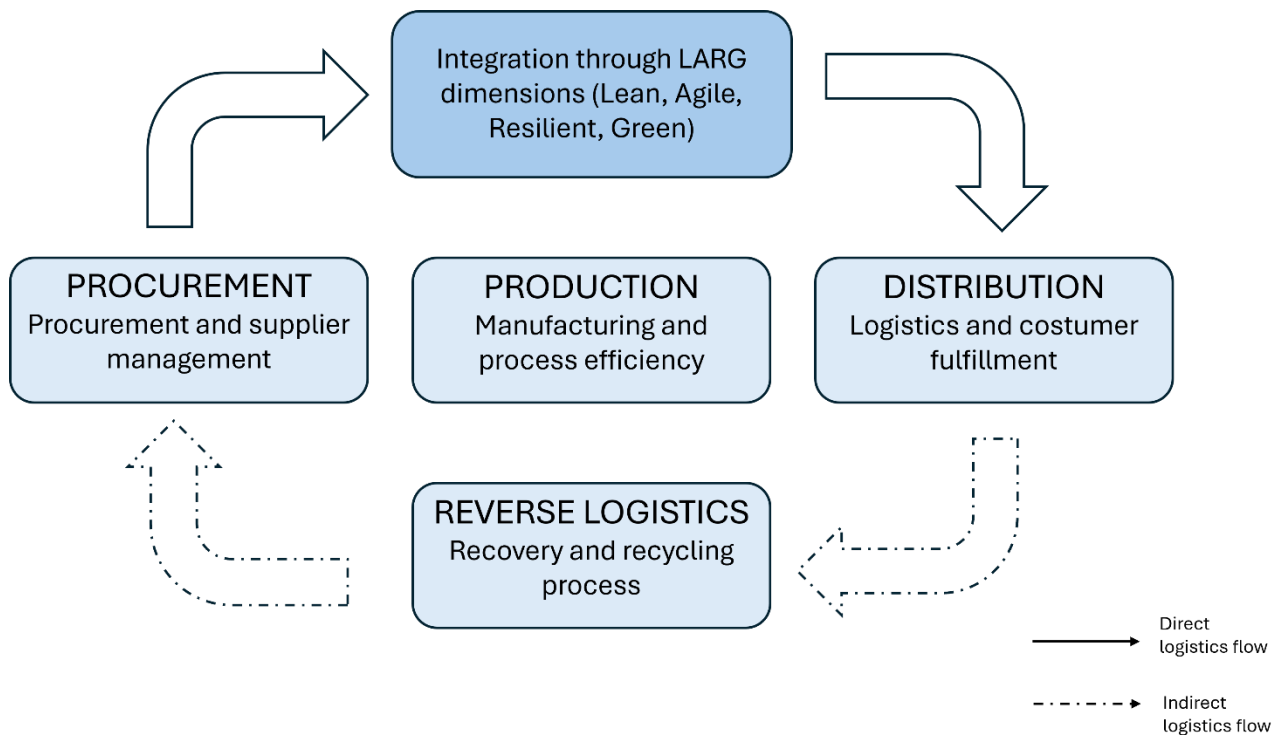 Integration through LARG
dimensions (Lean, Agile,
Resilient, Green)
PROCUREMENT
Procurement and supplier
management
PRODUCTION
Manufacturing and
process efficiency
DISTRIBUTION
Logistics and costumer
fulfillment
REVERSE LOGISTICS
Recovery and recycling
process
Direct
logistics flow
Indirect
logistics flow